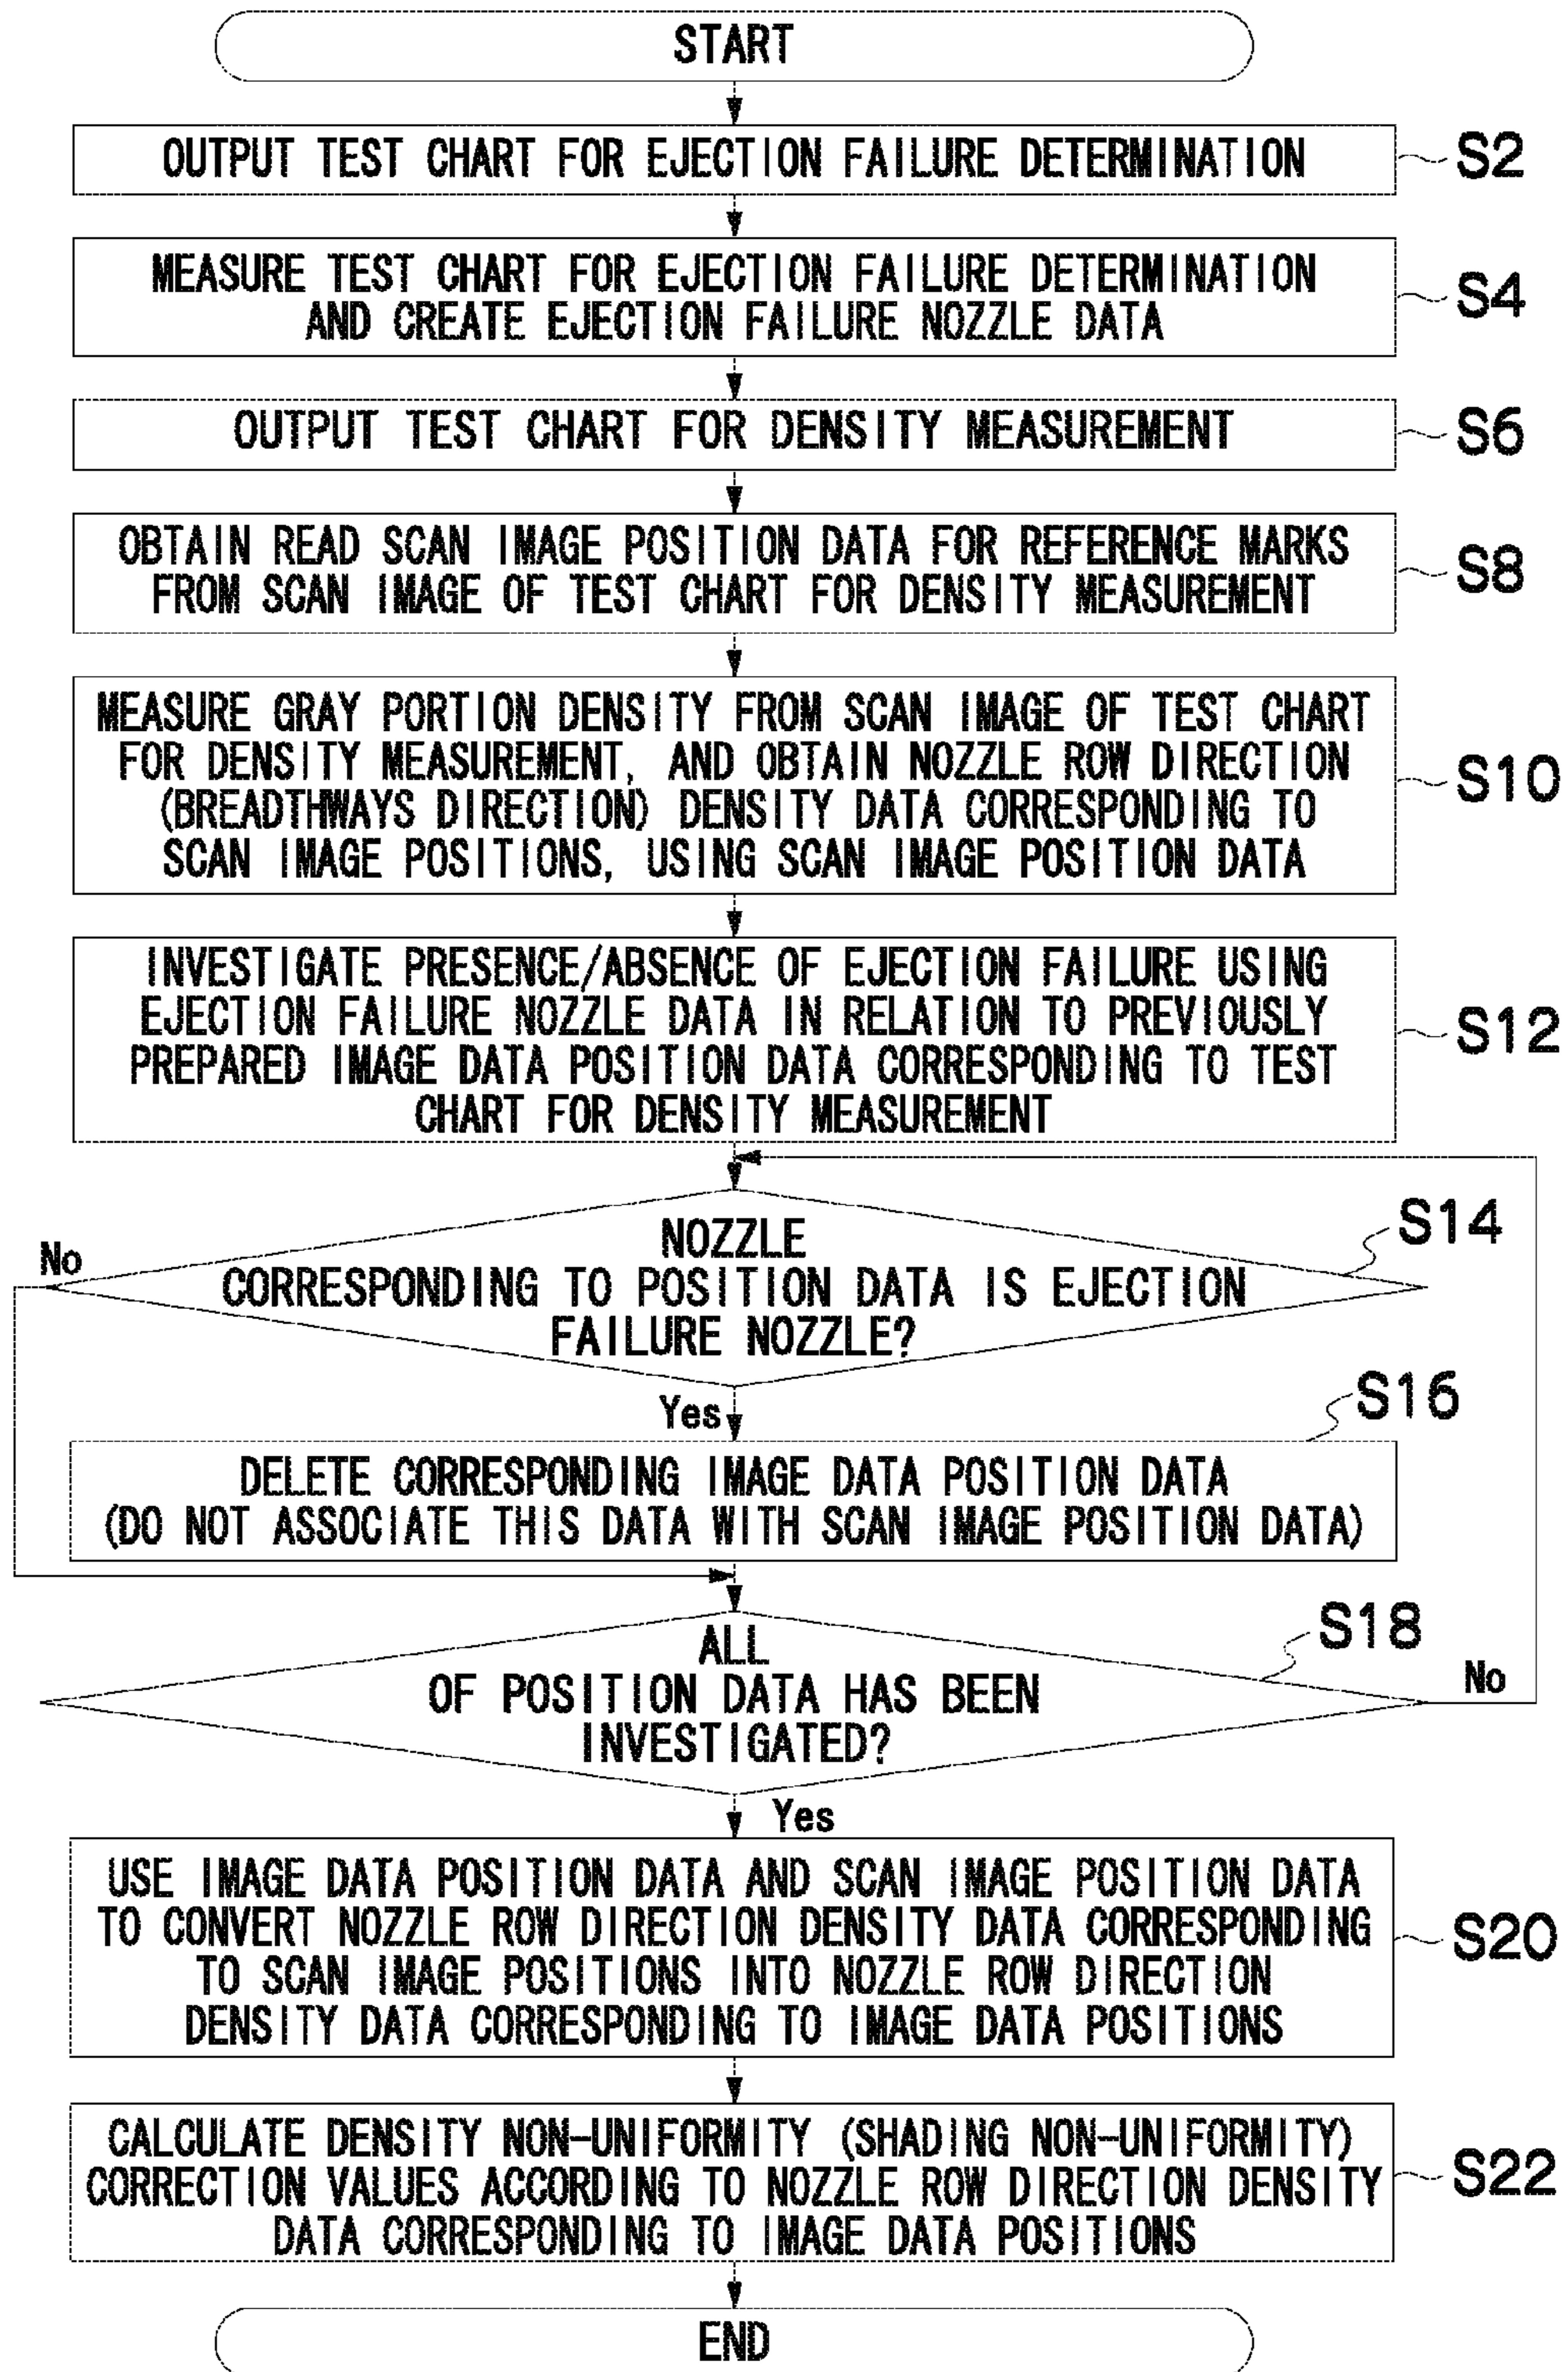 START
OUTPUT TEST CHART FOR EJECTION FAILURE DETERMINATION
S2
MEASURE TEST CHART FOR EJECTION FAILURE DETERMINATION
AND CREATE EJECTION FAILURE NOZZLE DATA
S4
OUTPUT TEST CHART FOR DENSITY MEASUREMENT
S6
OBTAIN READ SCAN IMAGE POSITION DATA FOR REFERENCE MARKS
FROM SCAN IMAGE OF TEST CHART FOR DENSITY MEASUREMENT
S8
MEASURE GRAY PORTION DENSITY FROM SCAN IMAGE OF TEST CHART
FOR DENSITY MEASUREMENT, AND OBTAIN NOZZLE ROW DIRECTION
(BREADTHWAYS DIRECTION) DENSITY DATA CORRESPONDING TO
SCAN IMAGE POSITIONS, USING SCAN IMAGE POSITION DATA
S10
INVESTIGATE PRESENCE/ABSENCE OF EJECTION FAILURE USING
EJECTION FAILURE NOZZLE DATA IN RELATION TO PREVIOUSLY
PREPARED IMAGE DATA POSITION DATA CORRESPONDING TO TEST
CHART FOR DENSITY MEASUREMENT
S12
NOZZLE
CORRESPONDING TO POSITION DATA IS EJECTION
FAILURE NOZZLE?
S14
No
Yes
DELETE CORRESPONDING IMAGE DATA POSITION DATA
(DO NOT ASSOCIATE THIS DATA WITH SCAN IMAGE POSITION DATA)
S16
ALL
OF POSITION DATA HAS BEEN
INVESTIGATED?
S18
No
Yes
USE IMAGE DATA POSITION DATA AND SCAN IMAGE POSITION DATA
TO CONVERT NOZZLE ROW DIRECTION DENSITY DATA CORRESPONDING
TO SCAN IMAGE POSITIONS INTO NOZZLE ROW DIRECTION
DENSITY DATA CORRESPONDING TO IMAGE DATA POSITIONS
S20
CALCULATE DENSITY NON-UNIFORMITY (SHADING NON-UNIFORMITY)
CORRECTION VALUES ACCORDING TO NOZZLE ROW DIRECTION DENSITY
DATA CORRESPONDING TO IMAGE DATA POSITIONS
S22
END